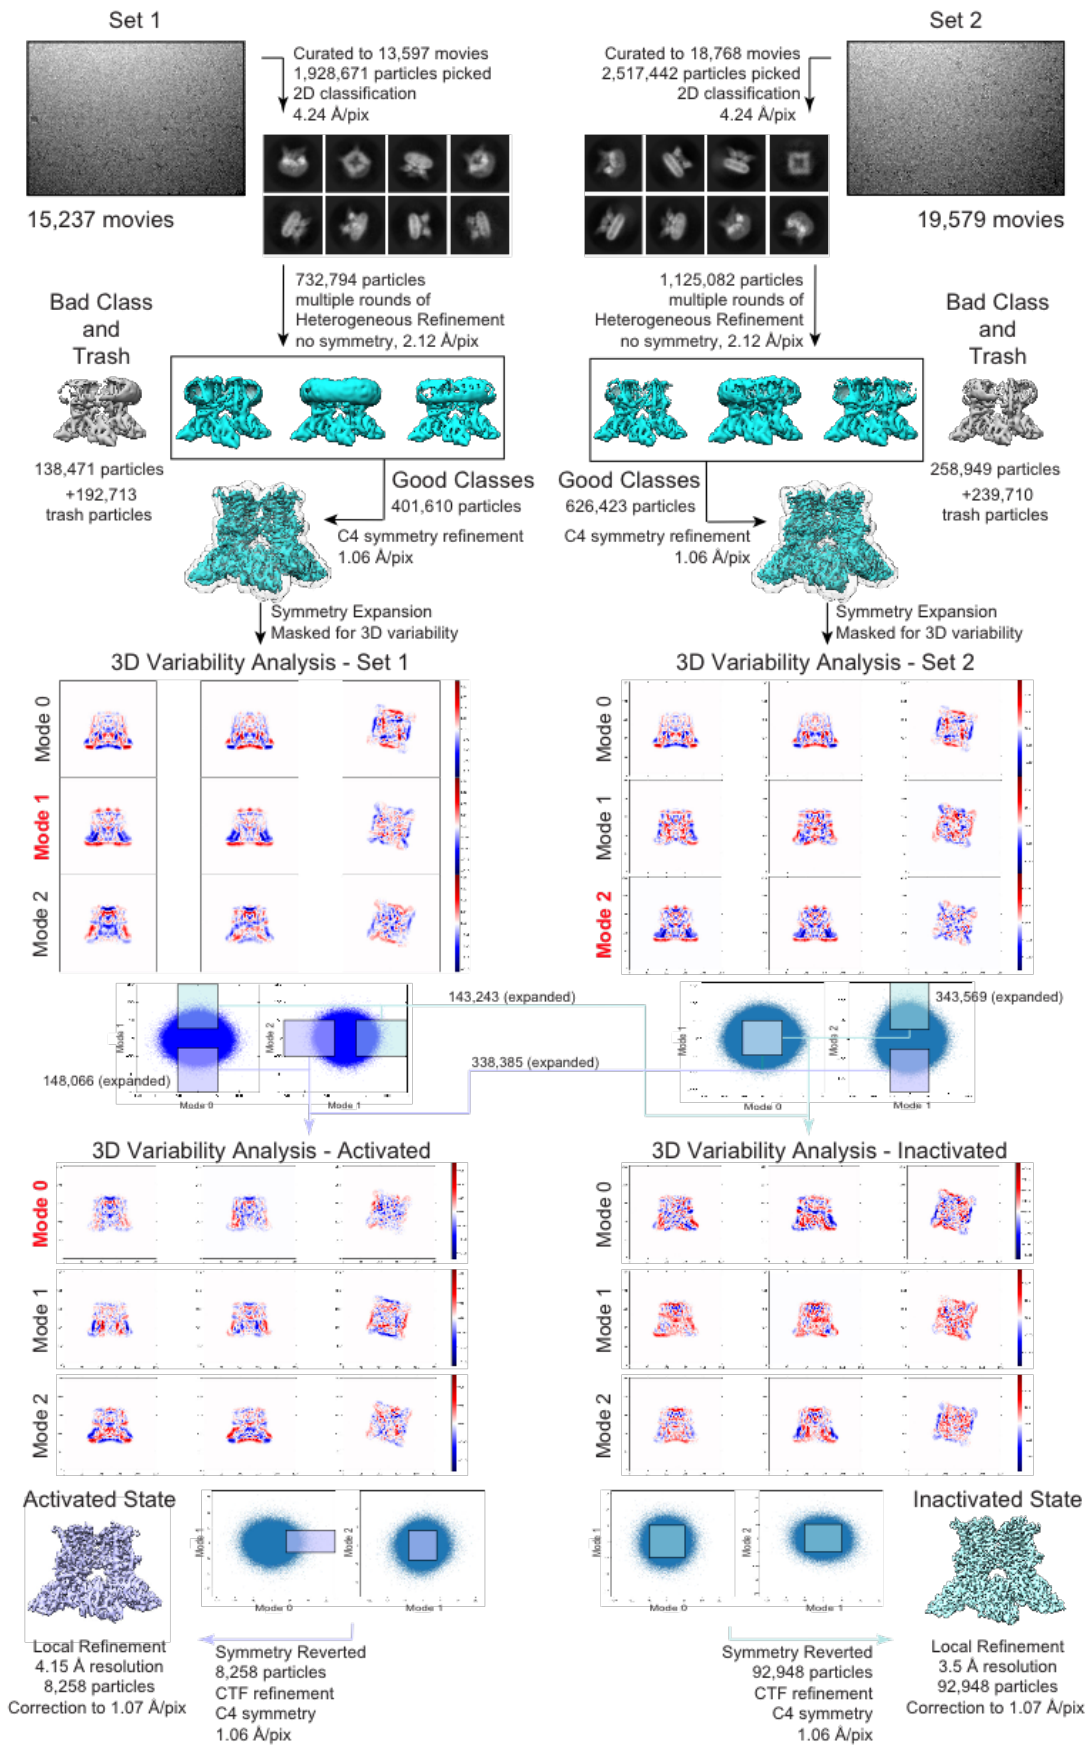 Set 1
Set 2
Curated to 13,597 movies
1,928,671 particles picked
2D classification
4.24 Å/pix
Curated to 18,768 movies
2,517,442 particles picked
2D classification
4.24 Å/pix
15,237 movies
19,579 movies
732,794 particles
multiple rounds of
Heterogeneous Refinement
no symmetry, 2.12 Å/pix
1,125,082 particles
multiple rounds of
Heterogeneous Refinement
no symmetry, 2.12 Å/pix
Bad Class
and
Trash
Bad Class
and
Trash
138,471 particles
+192,713
trash particles
Good Classes
401,610 particles
C4 symmetry refinement
1.06 Å/pix
Good Classes
626,423 particles
C4 symmetry refinement
1.06 Å/pix
258,949 particles
+239,710
trash particles
Symmetry Expansion
Masked for 3D variability
Symmetry Expansion
Masked for 3D variability
3D Variability Analysis - Set 1
3D Variability Analysis - Set 2
Mode 0
Mode 1
Mode 2
Mode 0
Mode 1
Mode 2
143,243 (expanded)
343,569 (expanded)
338,385 (expanded)
148,066 (expanded)
Mode 1
Mode 0
Mode 2
Mode 1
Mode 1
Mode 0
Mode 2
Mode 1
3D Variability Analysis - Activated
3D Variability Analysis - Inactivated
Mode 0
Mode 1
Mode 2
Mode 0
Mode 1
Mode 2
Activated State
Inactivated State
Mode 1
Mode 0
Mode 2
Mode 1
Mode 1
Mode 0
Mode 2
Mode 1
Local Refinement
4.15 Å resolution
8,258 particles
Correction to 1.07 Å/pix
Symmetry Reverted
8,258 particles
CTF refinement
C4 symmetry
1.06 Å/pix
Symmetry Reverted
92,948 particles
CTF refinement
C4 symmetry
1.06 Å/pix
Local Refinement
3.5 Å resolution
92,948 particles
Correction to 1.07 Å/pix